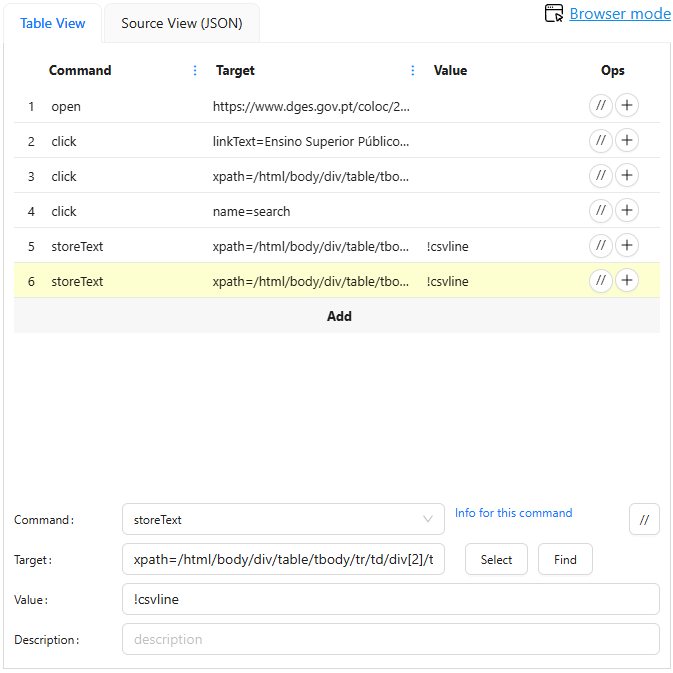 Table View Source View (JSON) Browser mode
Command Target Value Ops
1 open https://www.dges.gov.pt/coloc/2... // +
2 click linkText=Ensino Superior Público... // +
3 click xpath=/html/body/div/table/tbo... // +
4 click name=search // +
5 storeText xpath=/html/body/div/table/tbo... !csvline // +
6 storeText xpath=/html/body/div/table/tbo... !csvline // +
Add
Command: storeText Info for this command //
Target: xpath=/html/body/div/table/tbody/tr/td/div[2]/t Select Find
Value: !csvline
Description: description